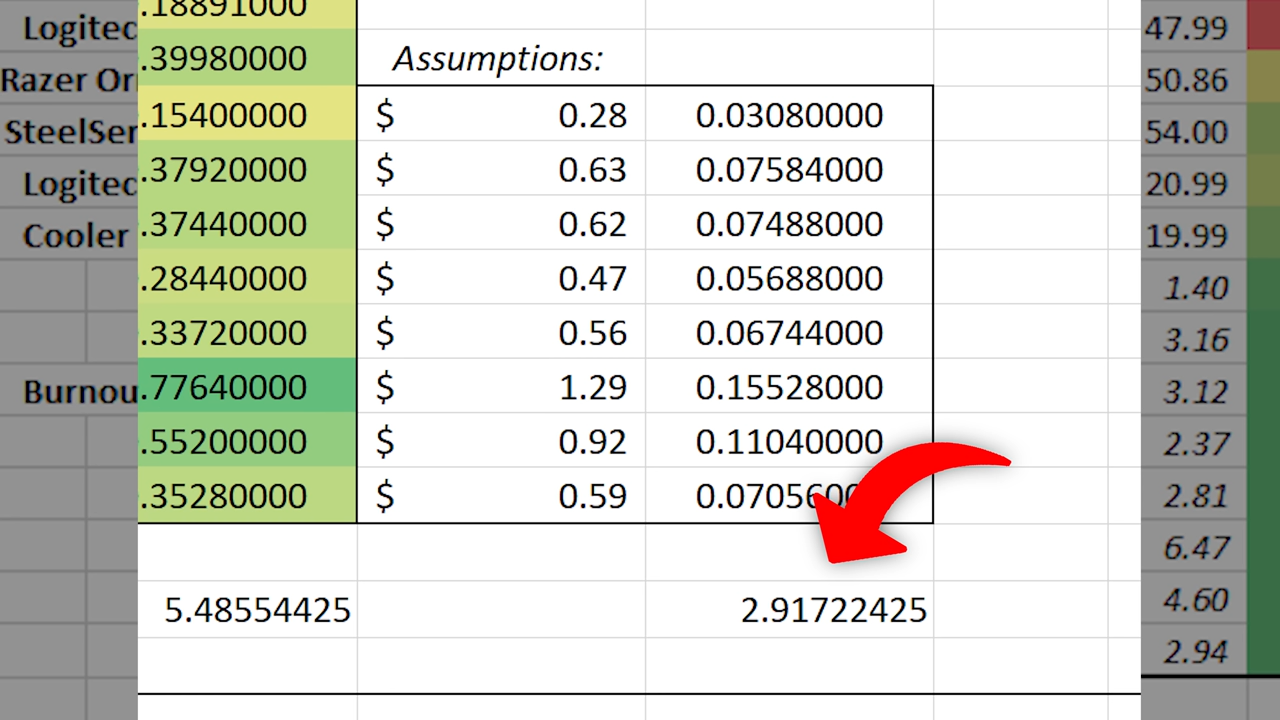 Logitec .18891000 47.99
.39980000 Assumptions:
Razer Or 50.86
.15400000 $ 0.28 0.03080000
SteelSer 54.00
.37920000 $ 0.63 0.07584000
Logitec 20.99
.37440000 $ 0.62 0.07488000
Cooler 19.99
.28440000 $ 0.47 0.05688000
1.40
.33720000 $ 0.56 0.06744000
3.16
.77640000 $ 1.29 0.15528000
Burnou 3.12
.55200000 $ 0.92 0.11040000
2.37
.35280000 $ 0.59 0.070560
2.81
6.47
5.48554425 2.91722425
4.60
2.94